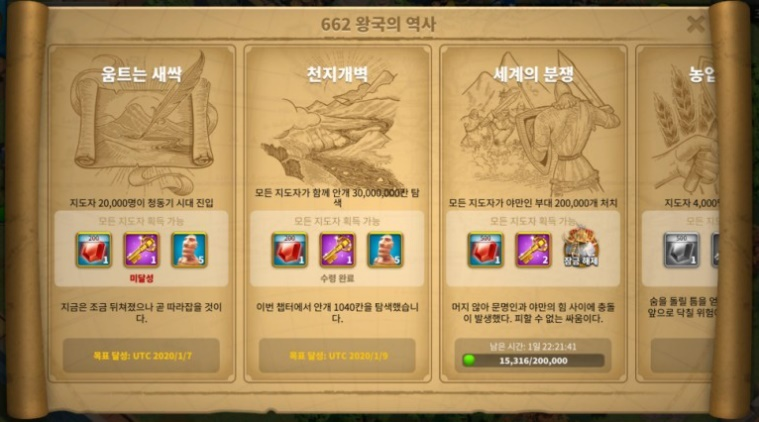 662 왕국의 역사
움트는 새싹
지도자 20,000명이 청동기 시대 진입
모든 지도자 획득 가능
200
1
1
5
미달성
지금은 조금 뒤쳐졌으나 곧 따라잡을 것이
다.
목표 달성: UTC 2020/1/7
천지개벽
모든 지도자가 함께 안개 30,000,000칸 탐
색
모든 지도자 획득 가능
200
1
1
5
수령 완료
이번 챕터에서 안개 1040칸을 탐색했습니
다.
목표 달성: UTC 2020/1/9
세계의 분쟁
모든 지도자가 야만인 부대 200,000개 처치
모든 지도자 획득 가능
200
1
2
잠금 해제
머지 않아 문명인과 야만의 힘 사이에 충돌
이 발생했다. 피할 수 없는 싸움이다.
남은 시간: 1일 22:21:41
15,316/200,000
지도자 4,000
모든 지
1
숨을 돌릴 틈을 얻
앞으로 닥칠 위험